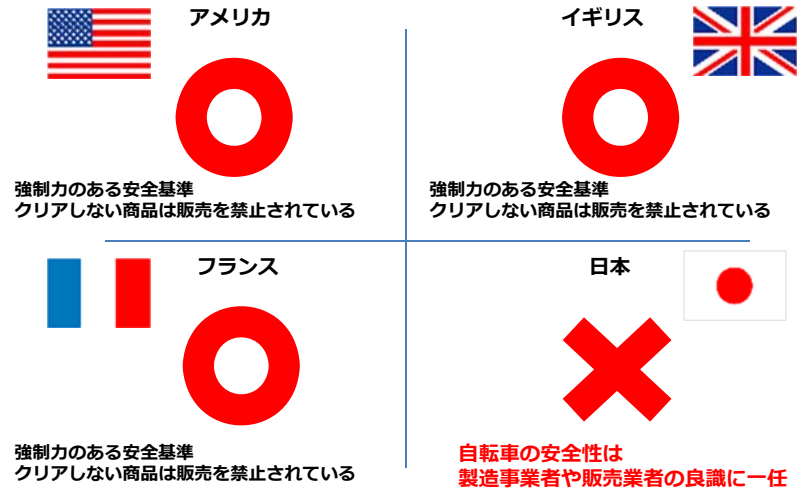 アメリカ
強制力のある安全基準
クリアしない商品は販売を禁止されている
イギリス
強制力のある安全基準
クリアしない商品は販売を禁止されている
フランス
強制力のある安全基準
クリアしない商品は販売を禁止されている
日本
自転車の安全性は
製造事業者や販売業者の良識に一任